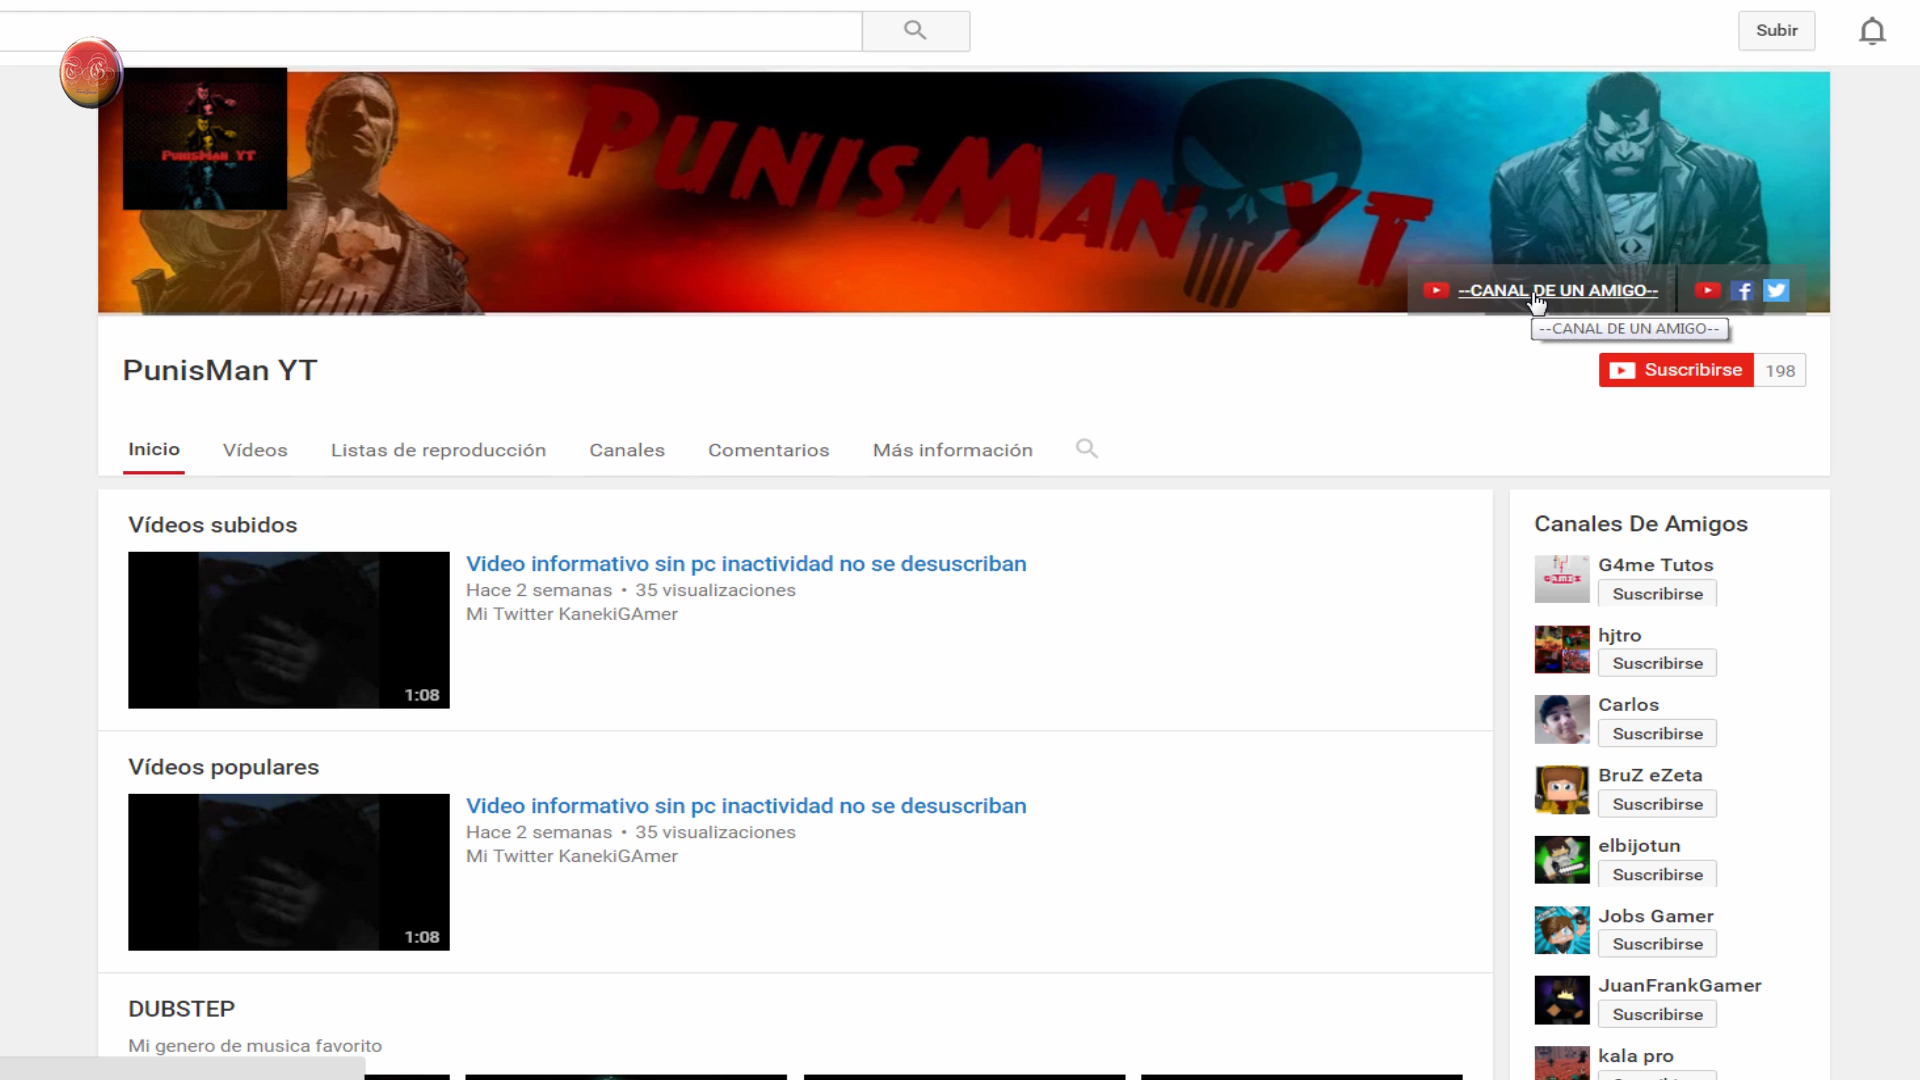 Subir
PunisMan YT
PUNISMAN YT
--CANAL DE UN AMIGO--
--CANAL DE UN AMIGO--
PunisMan YT
Suscribirse 198
Inicio Vídeos Listas de reproducción Canales Comentarios Más información
Vídeos subidos
Video informativo sin pc inactividad no se desuscriban
Hace 2 semanas • 35 visualizaciones
Mi Twitter KanekiGAmer
1:08
Vídeos populares
Video informativo sin pc inactividad no se desuscriban
Hace 2 semanas • 35 visualizaciones
Mi Twitter KanekiGAmer
1:08
DUBSTEP
Mi genero de musica favorito
Canales De Amigos
G4me Tutos
Suscribirse
hjtro
Suscribirse
Carlos
Suscribirse
BruZ eZeta
Suscribirse
elbijotun
Suscribirse
Jobs Gamer
Suscribirse
JuanFrankGamer
Suscribirse
kala pro